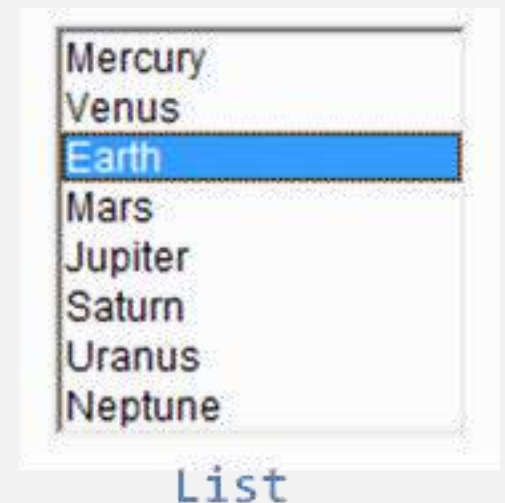 Mercury
Venus
Earth
Mars
Jupiter
Saturn
Uranus
Neptune
List